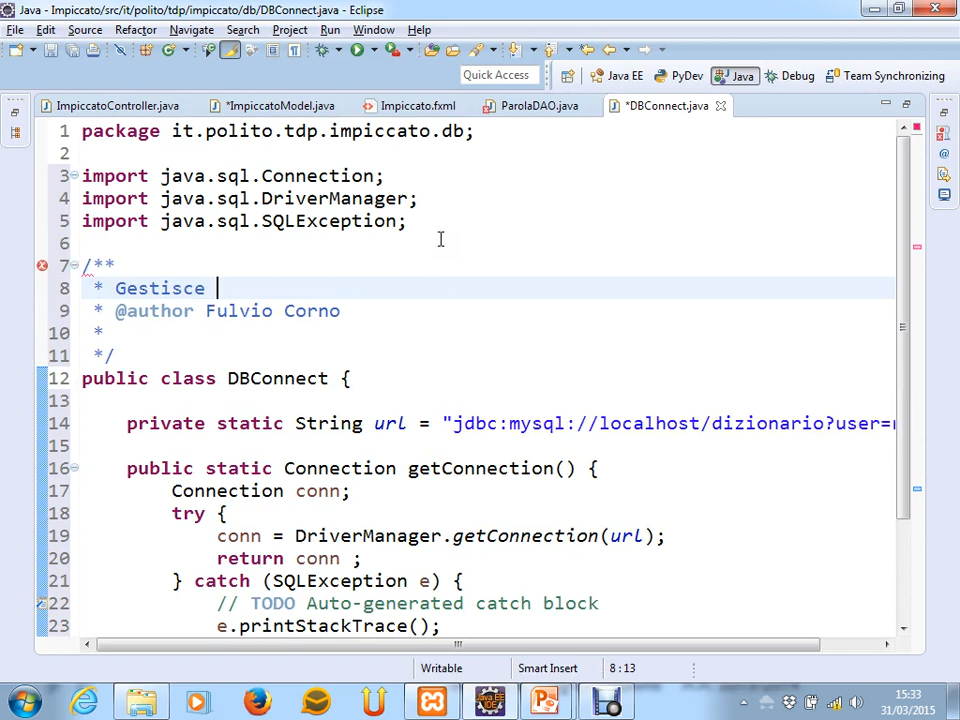 Java - Impiccato/src/it/polito/tdp/impiccato/db/DBConnect.java - Eclipse
File Edit Source Refactor Navigate Search Project Run Window Help
Quick Access Java EE PyDev Java Debug Team Synchronizing
ImpiccatoController.java *ImpiccatoModel.java Impiccato.fxml ParolaDAO.java *DBConnect.java
1 package it.polito.tdp.impiccato.db;
2
3 import java.sql.Connection;
4 import java.sql.DriverManager;
5 import java.sql.SQLException;
6
7 /**
8 * Gestisce
9 * @author Fulvio Corno
10 *
11 */
12 public class DBConnect {
13
14 private static String url = "jdbc:mysql://localhost/dizionario?user=
15
16 public static Connection getConnection() {
17 Connection conn;
18 try {
19 conn = DriverManager.getConnection(url);
20 return conn ;
21 } catch (SQLException e) {
22 // TODO Auto-generated catch block
23 e.printStackTrace();
Writable Smart Insert 8 : 13
15:33
31/03/2015